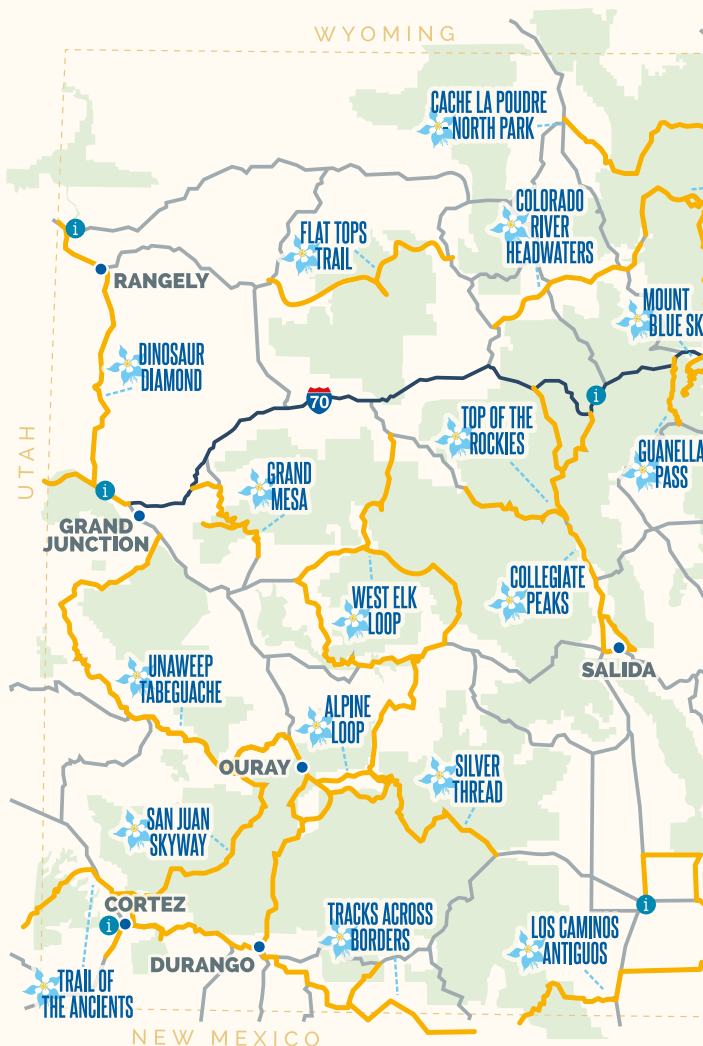 WYOMING
CACHE LA POUDRE
-NORTH PARK
COLORADO
RIVER
HEADWATERS
FLAT TOPS
TRAIL
i
RANGELY
MOUNT
BLUE SK
DINOSAUR
DIAMOND
70
i
TOP OF THE
ROCKIES
UTAH
GUANELLA
PASS
GRAND
MESA
i
GRAND
JUNCTION
COLLEGIATE
PEAKS
WEST ELK
LOOP
SALIDA
UNAWEEP
TABEGUACHE
ALPINE
LOOP
OURAY
SILVER
THREAD
SAN JUAN
SKYWAY
CORTEZ
i
i
TRACKS ACROSS
BORDERS
LOS CAMINOS
ANTIGUOS
DURANGO
TRAIL OF
THE ANCIENTS
NEW MEXICO